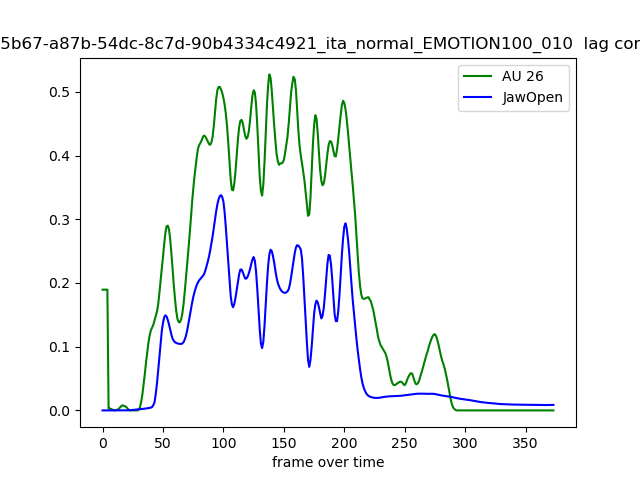 5b67-a87b-54dc-8c7d-90b4334c4921_ita_normal_EMOTION100_010 lag cor
AU 26
JawOpen
0.5
0.4
0.3
0.2
0.1
0.0
0 50 100 150 200 250 300 350
frame over time